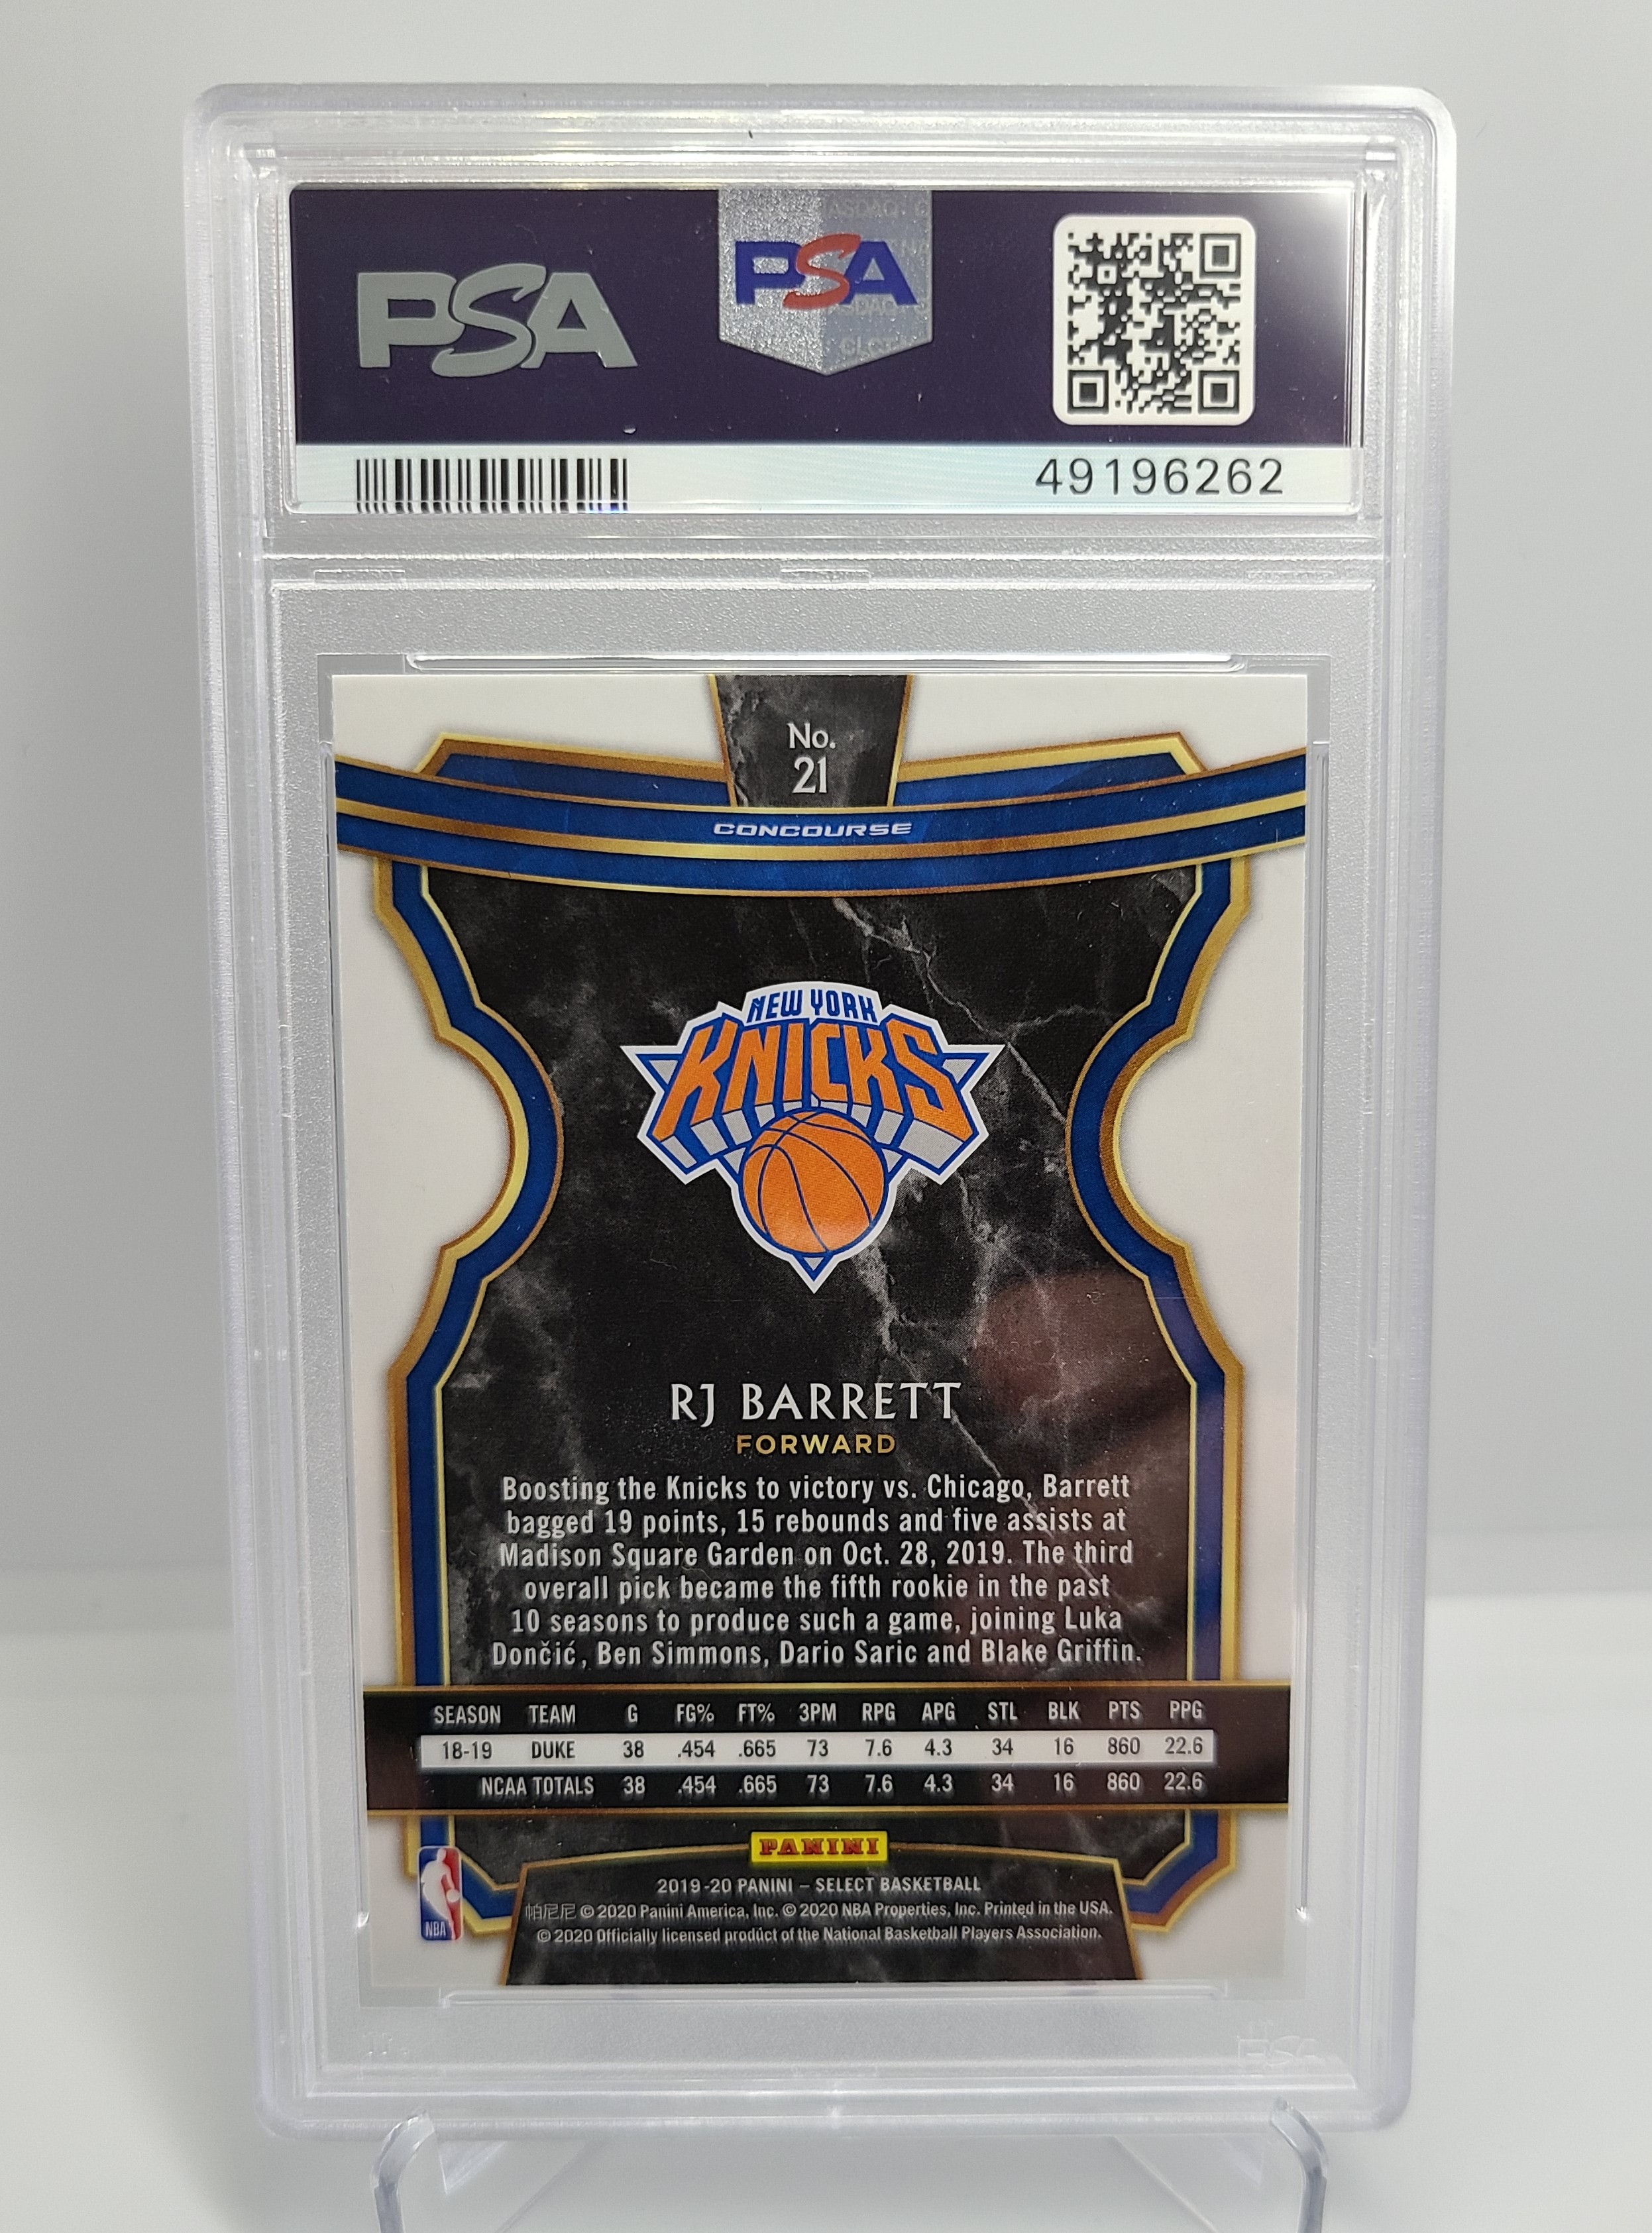 PSA
PSA
49196262
No.
21
CONCOURSE
NEW YORK
KNICKS
RJ BARRETT
FORWARD
Boosting the Knicks to victory vs. Chicago, Barrett
bagged 19 points, 15 rebounds and five assists at
Madison Square Garden on Oct. 28, 2019. The third
overall pick became the fifth rookie in the past
10 seasons to produce such a game, joining Luka
Dončić, Ben Simmons, Dario Saric and Blake Griffin.
SEASON TEAM G FG% FT% 3PM RPG APG STL BLK PTS PPG
18-19 DUKE 38 .454 .665 73 7.6 4.3 34 16 860 22.6
NCAA TOTALS 38 .454 .665 73 7.6 4.3 34 16 860 22.6
PANINI
2019-20 PANINI – SELECT BASKETBALL
帕尼尼 © 2020 Panini America, Inc. © 2020 NBA Properties, Inc. Printed in the USA.
© 2020 Officially licensed product of the National Basketball Players Association.
NBA
PSA